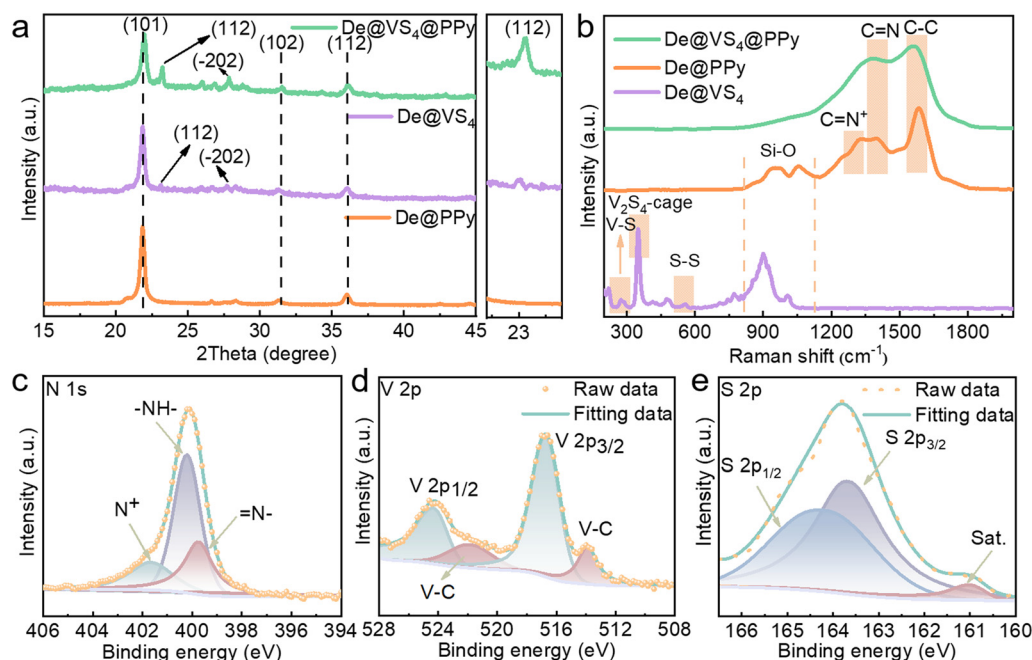 a
(101)
(112)
(-202)
(102)
(112)
De@VS₄@PPy
(112)
(112)
(-202)
De@VS₄
De@PPy
Intensity (a.u.)
15 20 25 30 35 40 45
23
2Theta (degree)
b
De@VS₄@PPy
De@PPy
De@VS₄
C=N
C-C
C=N⁺
Si-O
V₂S₄-cage
V-S
S-S
Intensity (a.u.)
300 600 900 1200 1500 1800
Raman shift (cm⁻¹)
c
N 1s
-NH-
N⁺
=N-
Intensity (a.u.)
406 404 402 400 398 396 394
Binding energy (eV)
d
V 2p
Raw data
Fitting data
V 2p3/2
V 2p1/2
V-C
V-C
Intensity (a.u.)
528 524 520 516 512 508
Binding energy (eV)
e
S 2p
Raw data
Fitting data
S 2p3/2
S 2p1/2
Sat.
Intensity (a.u.)
166 165 164 163 162 161 160
Binding energy (eV)